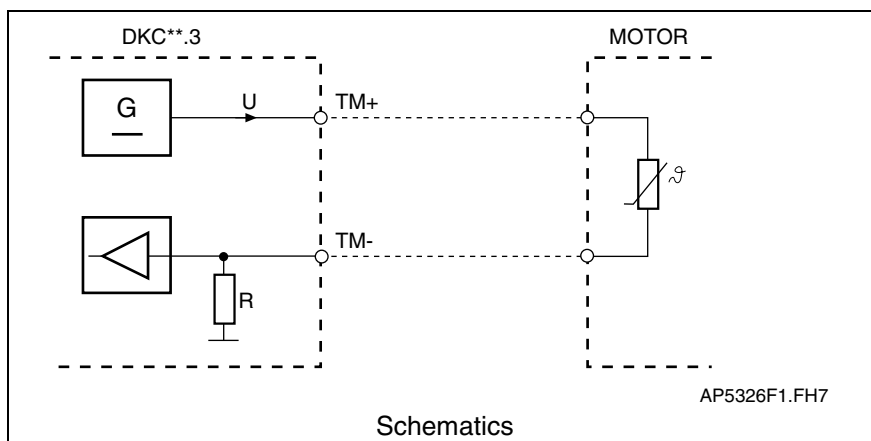 DKC**.3
MOTOR
G
U
TM+
ϑ
TM-
R
AP5326F1.FH7
Schematics